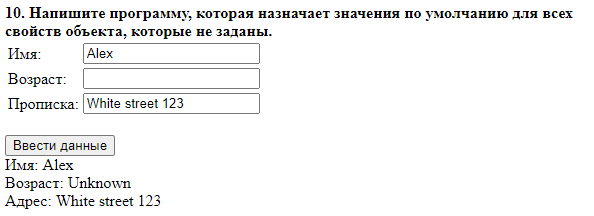 10. Напишите программу, которая назначает значения по умолчанию для всех
свойств объекта, которые не заданы.
Имя: Alex
Возраст:
Прописка: White street 123
Ввести данные
Имя: Alex
Возраст: Unknown
Адрес: White street 123